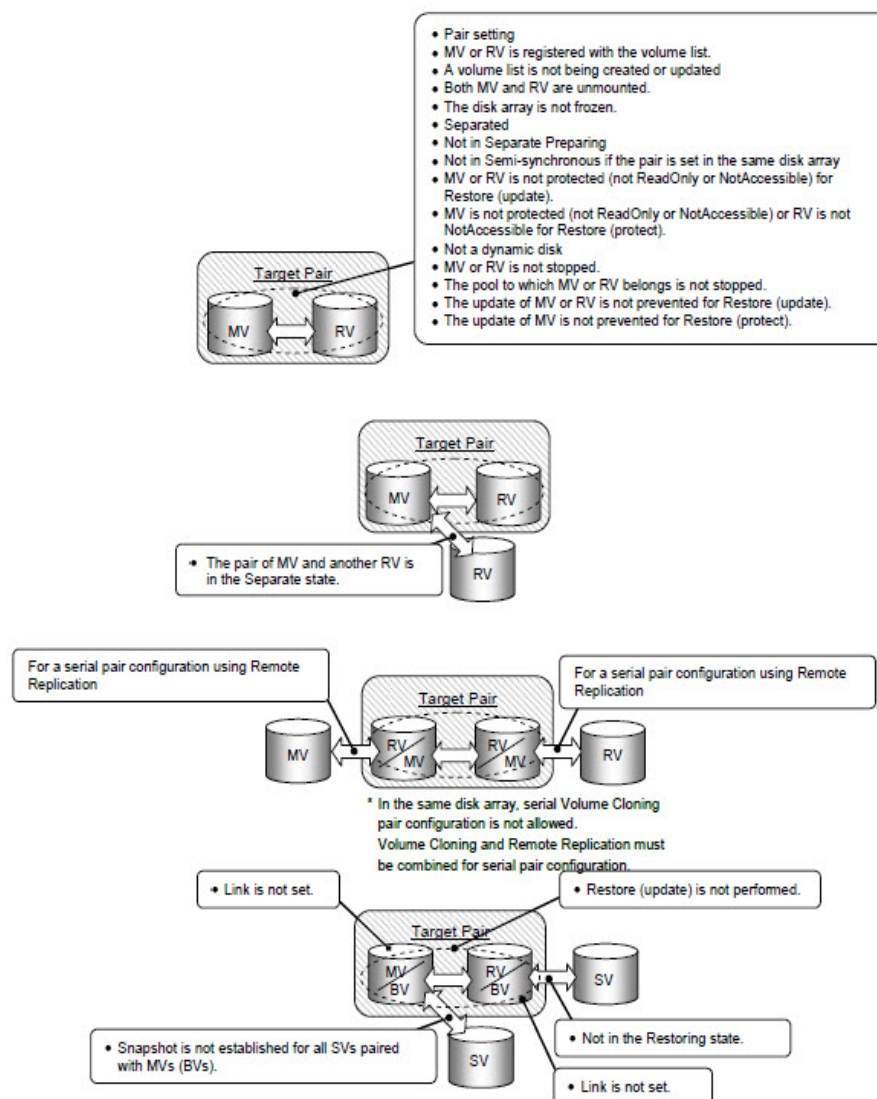 • Pair setting
• MV or RV is registered with the volume list.
• A volume list is not being created or updated
• Both MV and RV are unmounted.
• The disk array is not frozen.
• Separated
• Not in Separate Preparing
• Not in Semi-synchronous if the pair is set in the same disk array
• MV or RV is not protected (not ReadOnly or NotAccessible) for
Restore (update).
• MV is not protected (not ReadOnly or NotAccessible) or RV is not
NotAccessible for Restore (protect).
• Not a dynamic disk
• MV or RV is not stopped.
• The pool to which MV or RV belongs is not stopped.
• The update of MV or RV is not prevented for Restore (update).
• The update of MV is not prevented for Restore (protect).
Target Pair
MV
RV
Target Pair
MV
RV
• The pair of MV and another RV is
in the Separate state.
RV
For a serial pair configuration using Remote
Replication
For a serial pair configuration using Remote
Replication
Target Pair
MV
RV
MV
RV
MV
RV
* In the same disk array, serial Volume Cloning
pair configuration is not allowed.
Volume Cloning and Remote Replication must
be combined for serial pair configuration.
• Link is not set.
• Restore (update) is not performed.
Target Pair
MV
BV
RV
BV
SV
• Snapshot is not established for all SVs paired
with MVs (BVs).
SV
• Not in the Restoring state.
• Link is not set.